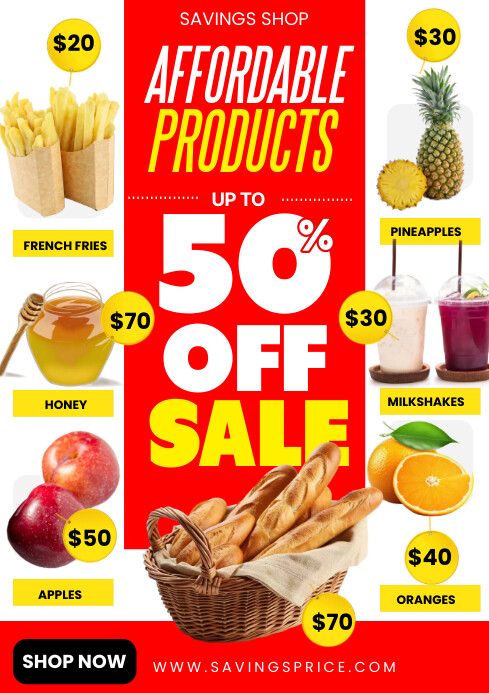 SAVINGS SHOP
AFFORDABLE
PRODUCTS
UP TO
50%
OFF
SALE
$20
FRENCH FRIES
$30
PINEAPPLES
$70
HONEY
$30
MILKSHAKES
$50
APPLES
$40
ORANGES
$70
SHOP NOW
WWW.SAVINGSPRICE.COM